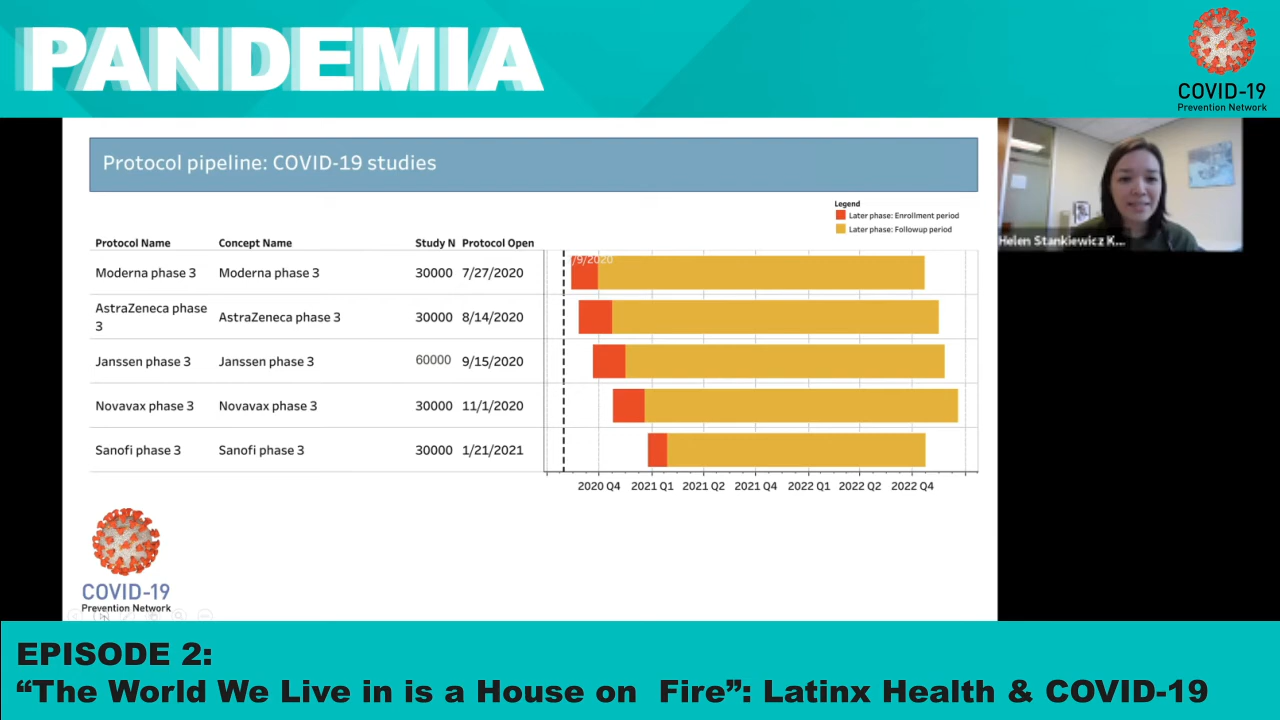 PANDEMIA
COVID-19
Prevention Network
Protocol pipeline: COVID-19 studies
Legend
Later phase: Enrollment period
Later phase: Followup period
Protocol Name Concept Name Study N Protocol Open
/9/2020
Moderna phase 3 Moderna phase 3 30000 7/27/2020
AstraZeneca phase
3 AstraZeneca phase 3 30000 8/14/2020
Janssen phase 3 Janssen phase 3 60000 9/15/2020
Novavax phase 3 Novavax phase 3 30000 11/1/2020
Sanofi phase 3 Sanofi phase 3 30000 1/21/2021
2020 Q4 2021 Q1 2021 Q2 2021 Q4 2022 Q1 2022 Q2 2022 Q4
Helen Stankiewicz K...
COVID-19
Prevention Network
EPISODE 2:
“The World We Live in is a House on Fire”: Latinx Health & COVID-19